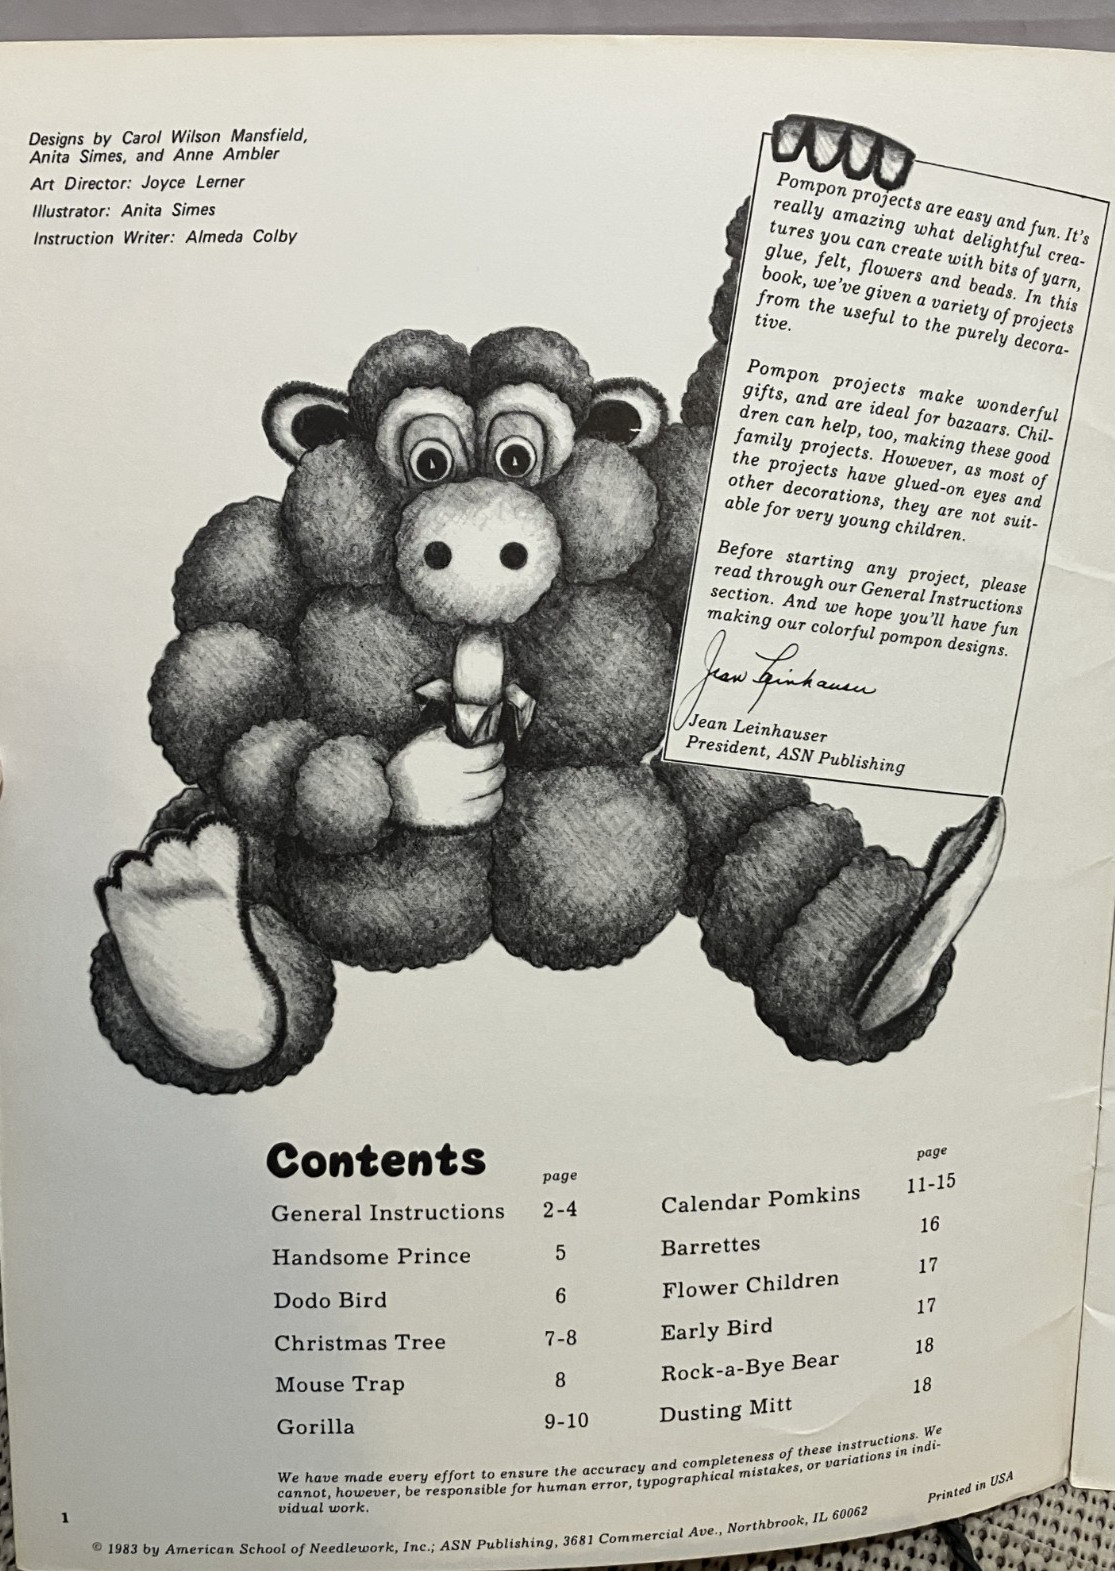 Designs by Carol Wilson Mansfield,
Anita Simes, and Anne Ambler
Art Director: Joyce Lerner
Illustrator: Anita Simes
Instruction Writer: Almeda Colby
Pompon projects are easy and fun. It's
really amazing what delightful crea-
tures you can create with bits of yarn,
glue, felt, flowers and beads. In this
book, we've given a variety of projects
from the useful to the purely decora-
tive.
Pompon projects make wonderful
gifts, and are ideal for bazaars. Chil-
dren can help, too, making these good
family projects. However, as most of
the projects have glued-on eyes and
other decorations, they are not suit-
able for very young children.
Before starting any project, please
read through our General Instructions
section. And we hope you'll have fun
making our colorful pompon designs.
Jean Leinhauser
Jean Leinhauser
President, ASN Publishing
Contents
page
General Instructions 2-4
Handsome Prince 5
Dodo Bird 6
Christmas Tree 7-8
Mouse Trap 8
Gorilla 9-10
page
Calendar Pomkins 11-15
Barrettes 16
Flower Children 17
Early Bird 17
Rock-a-Bye Bear 18
Dusting Mitt 18
We have made every effort to ensure the accuracy and completeness of these instructions. We
cannot, however, be responsible for human error, typographical mistakes, or variations in indi-
vidual work.
1
© 1983 by American School of Needlework, Inc.; ASN Publishing, 3681 Commercial Ave., Northbrook, IL 60062
Printed in USA